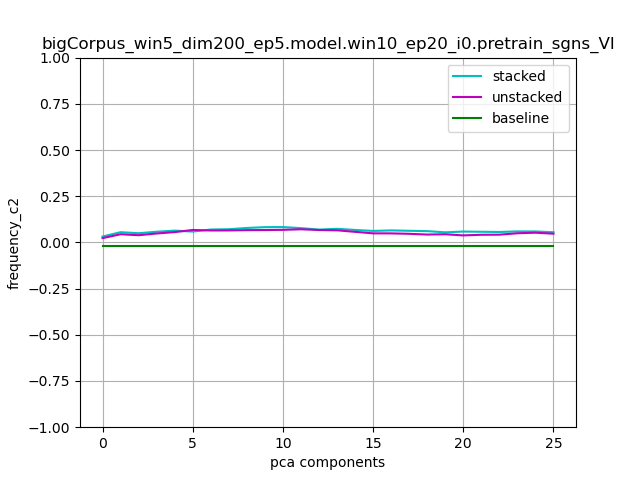 bigCorpus_win5_dim200_ep5.model.win10_ep20_i0.pretrain_sgns_VI
1.00
0.75
0.50
0.25
0.00
−0.25
−0.50
−0.75
−1.00
frequency_c2
stacked
unstacked
baseline
0 5 10 15 20 25
pca components